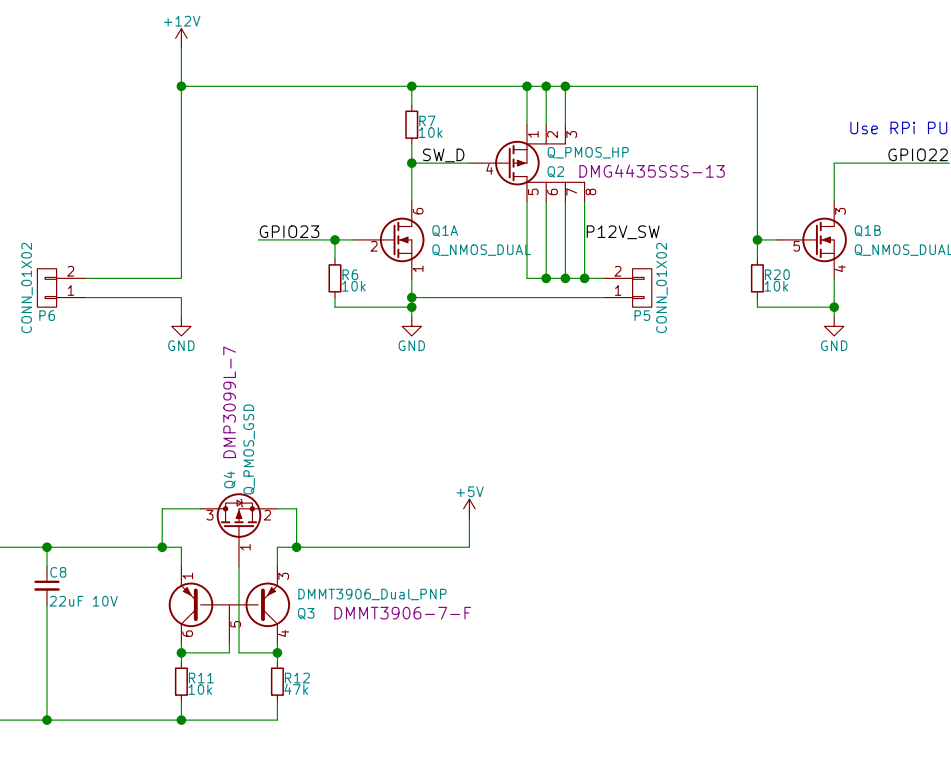 +12V
R7
10k
SW_D
4
1
2
3
Q_PMOS_HP
Q2 DMG4435SSS-13
5
6
7
8
Use RPi PU
GPIO22
GPIO23
2
6
1
Q1A
Q_NMOS_DUAL
P12V_SW
5
3
4
Q1B
Q_NMOS_DUAL
CONN_01X02
2
1
P6
GND
R6
10k
GND
2
1
P5
CONN_01X02
R20
10k
GND
DMP3099L-7
Q4
Q_PMOS_GSD
3
2
1
+5V
C8
22uF 10V
1
6
5
3
4
DMMT3906_Dual_PNP
Q3 DMMT3906-7-F
R11
10k
R12
47k